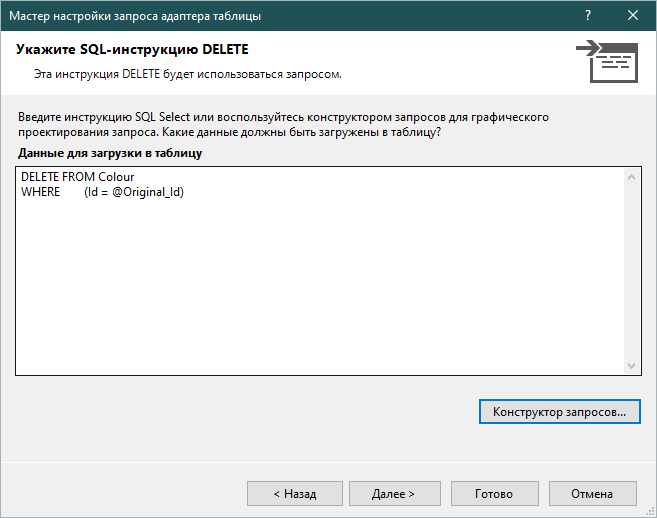 Мастер настройки запроса адаптера таблицы
?
Укажите SQL-инструкцию DELETE
Эта инструкция DELETE будет использоваться запросом.
Введите инструкцию SQL Select или воспользуйтесь конструктором запросов для графического
проектирования запроса. Какие данные должны быть загружены в таблицу?
Данные для загрузки в таблицу
DELETE FROM Colour
WHERE (Id = @Original_Id)
Конструктор запросов...
< Назад
Далее >
Готово
Отмена